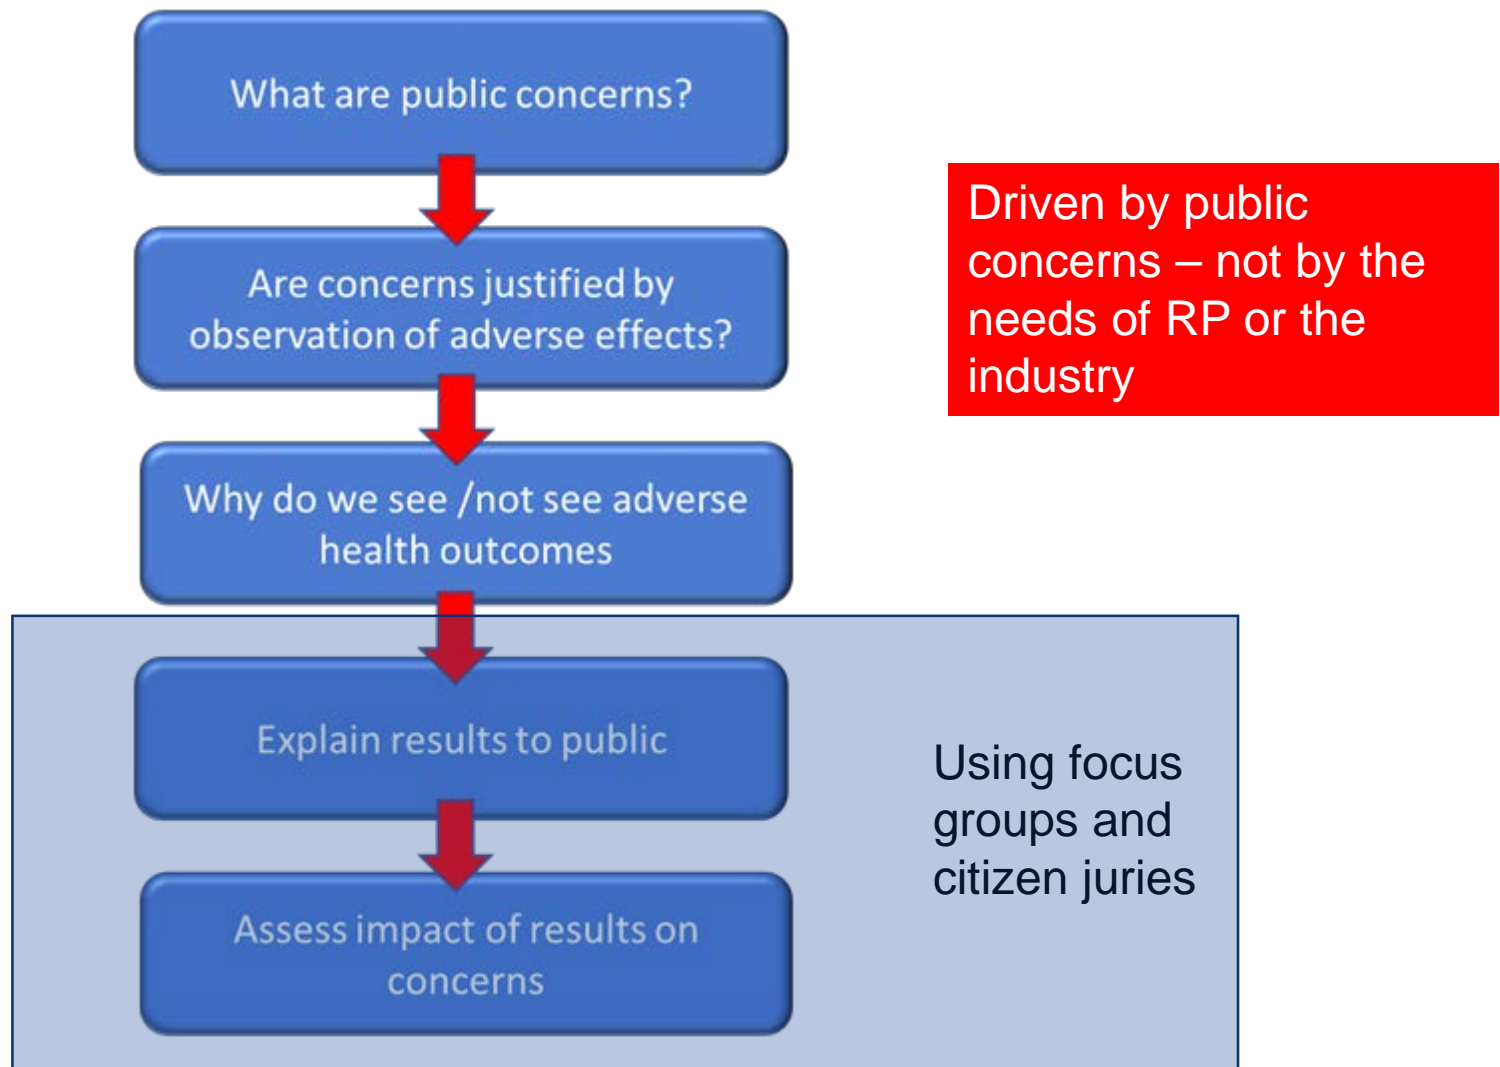 What are public concerns?
Are concerns justified by
observation of adverse effects?
Why do we see /not see adverse
health outcomes
Explain results to public
Assess impact of results on
concerns
Driven by public
concerns – not by the
needs of RP or the
industry
Using focus
groups and
citizen juries